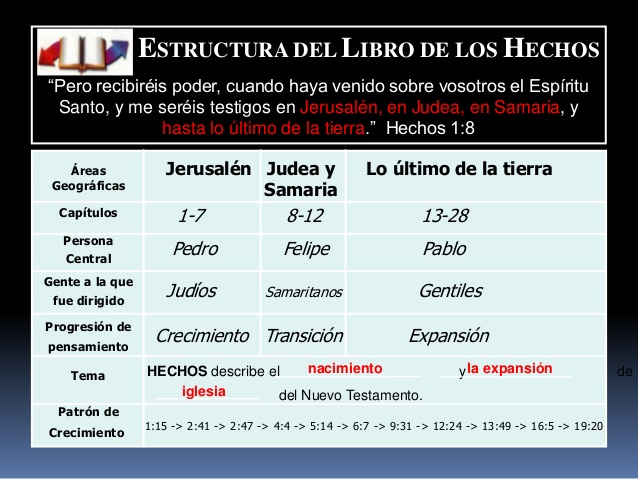 ESTRUCTURA DEL LIBRO DE LOS HECHOS
“Pero recibiréis poder, cuando haya venido sobre vosotros el Espíritu
Santo, y me seréis testigos en Jerusalén, en Judea, en Samaria, y
hasta lo último de la tierra.” Hechos 1:8
Áreas Geográficas Jerusalén Judea y Samaria Lo último de la tierra
Capítulos 1-7 8-12 13-28
Persona Central Pedro Felipe Pablo
Gente a la que fue dirigido Judíos Samaritanos Gentiles
Progresión de pensamiento Crecimiento Transición Expansión
Tema HECHOS describe el nacimiento y la expansión de
iglesia del Nuevo Testamento.
Patrón de Crecimiento 1:15 -> 2:41 -> 2:47 -> 4:4 -> 5:14 -> 6:7 -> 9:31 -> 12:24 -> 13:49 -> 16:5 -> 19:20